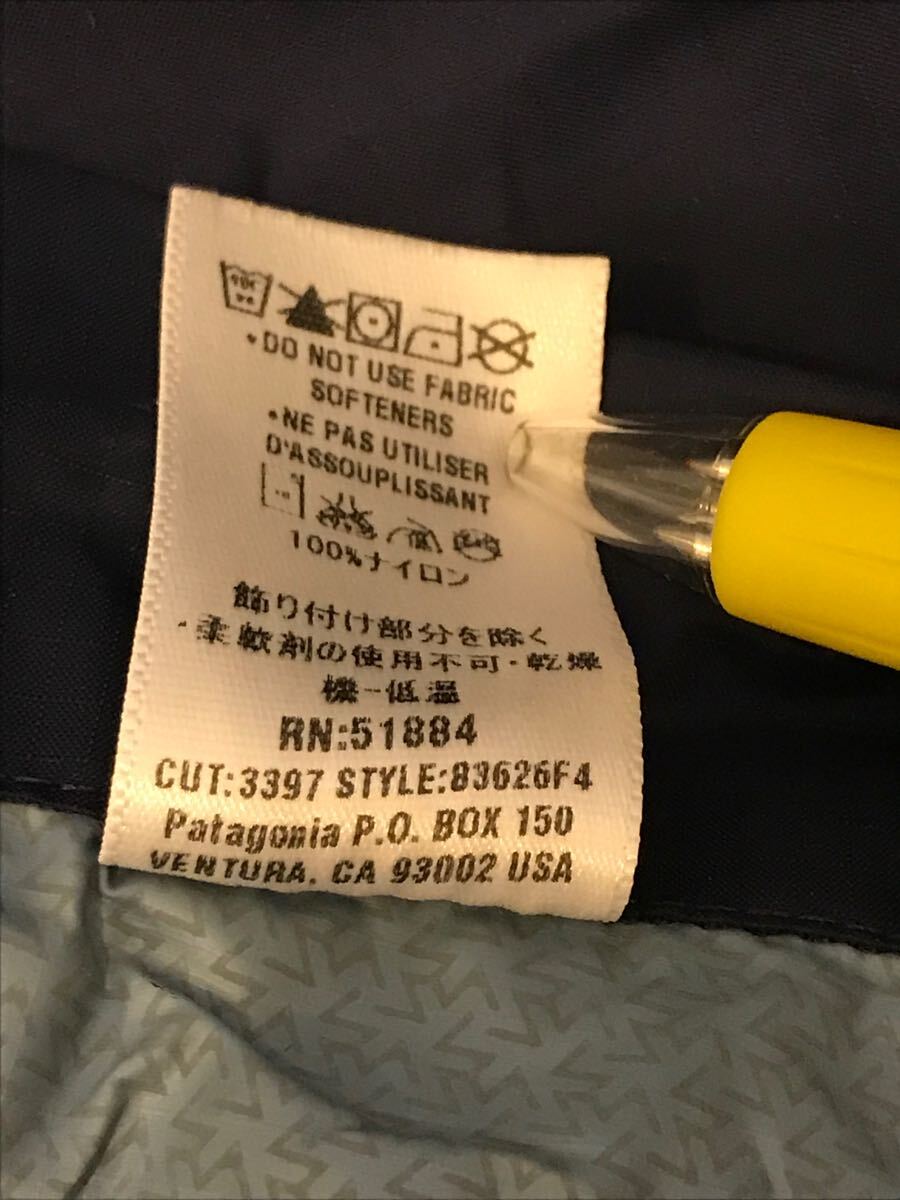 •DO NOT USE FABRIC
SOFTENERS
•NE PAS UTILISER
D'ASSOUPLISSANT
100%ナイロン
飾り付け部分を除く
・柔軟剤の使用不可・乾燥
機-低温
RN:51884
CUT:3397 STYLE:83626F4
Patagonia P.O. BOX 150
VENTURA, CA 93002 USA